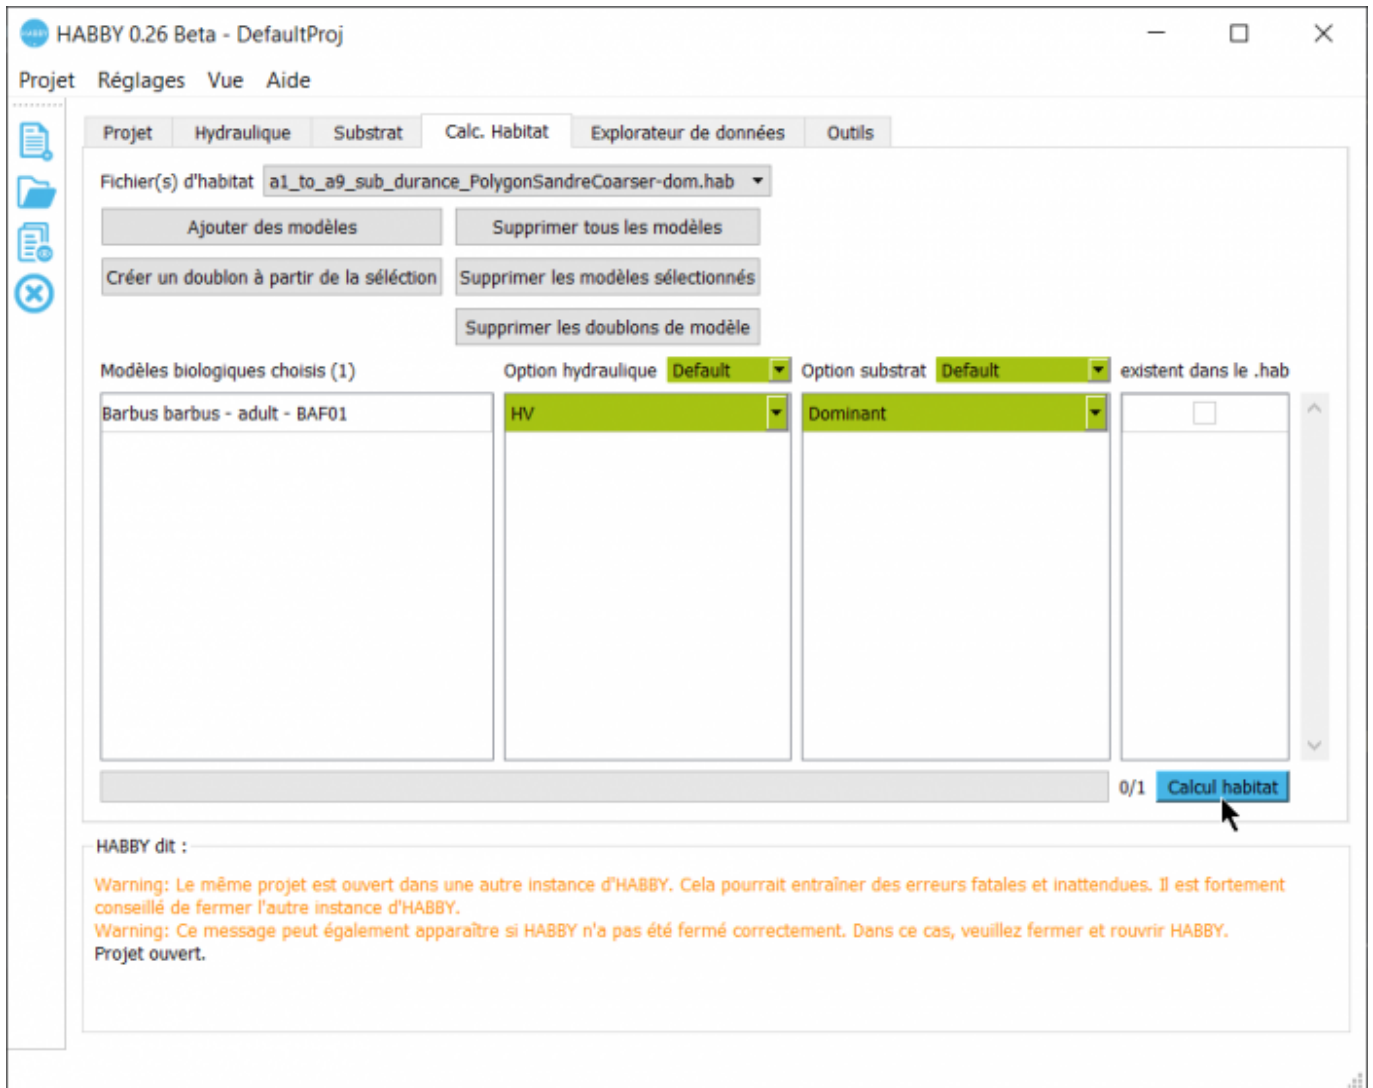 HABBY 0.26 Beta - DefaultProj
Projet Réglages Vue Aide
Projet Hydraulique Substrat Calc. Habitat Explorateur de données Outils
Fichier(s) d'habitat a1_to_a9_sub_durance_PolygonSandreCoarser-dom.hab
Ajouter des modèles Supprimer tous les modèles
Créer un doublon à partir de la séléction Supprimer les modèles sélectionnés
Supprimer les doublons de modèle
Modèles biologiques choisis (1) Option hydraulique Default Option substrat Default existent dans le .hab
Barbus barbus - adult - BAF01 HV Dominant
0/1 Calcul habitat
HABBY dit :
Warning: Le même projet est ouvert dans une autre instance d'HABBY. Cela pourrait entraîner des erreurs fatales et inattendues. Il est fortement
conseillé de fermer l'autre instance d'HABBY.
Warning: Ce message peut également apparaître si HABBY n'a pas été fermé correctement. Dans ce cas, veuillez fermer et rouvrir HABBY.
Projet ouvert.